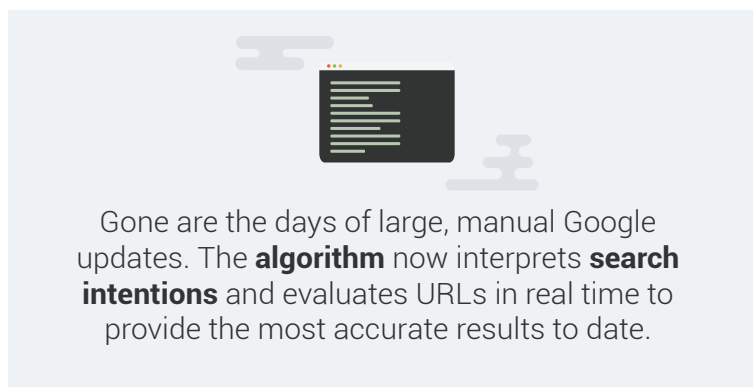 Gone are the days of large, manual Google
updates. The algorithm now interprets search
intentions and evaluates URLs in real time to
provide the most accurate results to date.